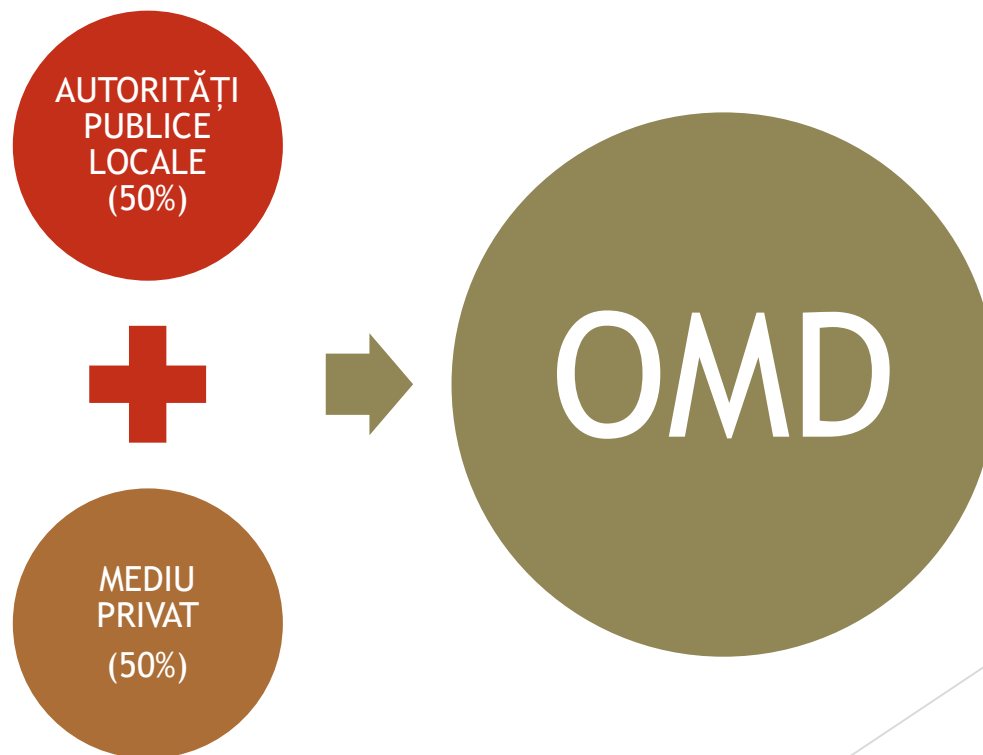 AUTORITĂȚI
PUBLICE
LOCALE
(50%)
MEDIU
PRIVAT
(50%)
OMD